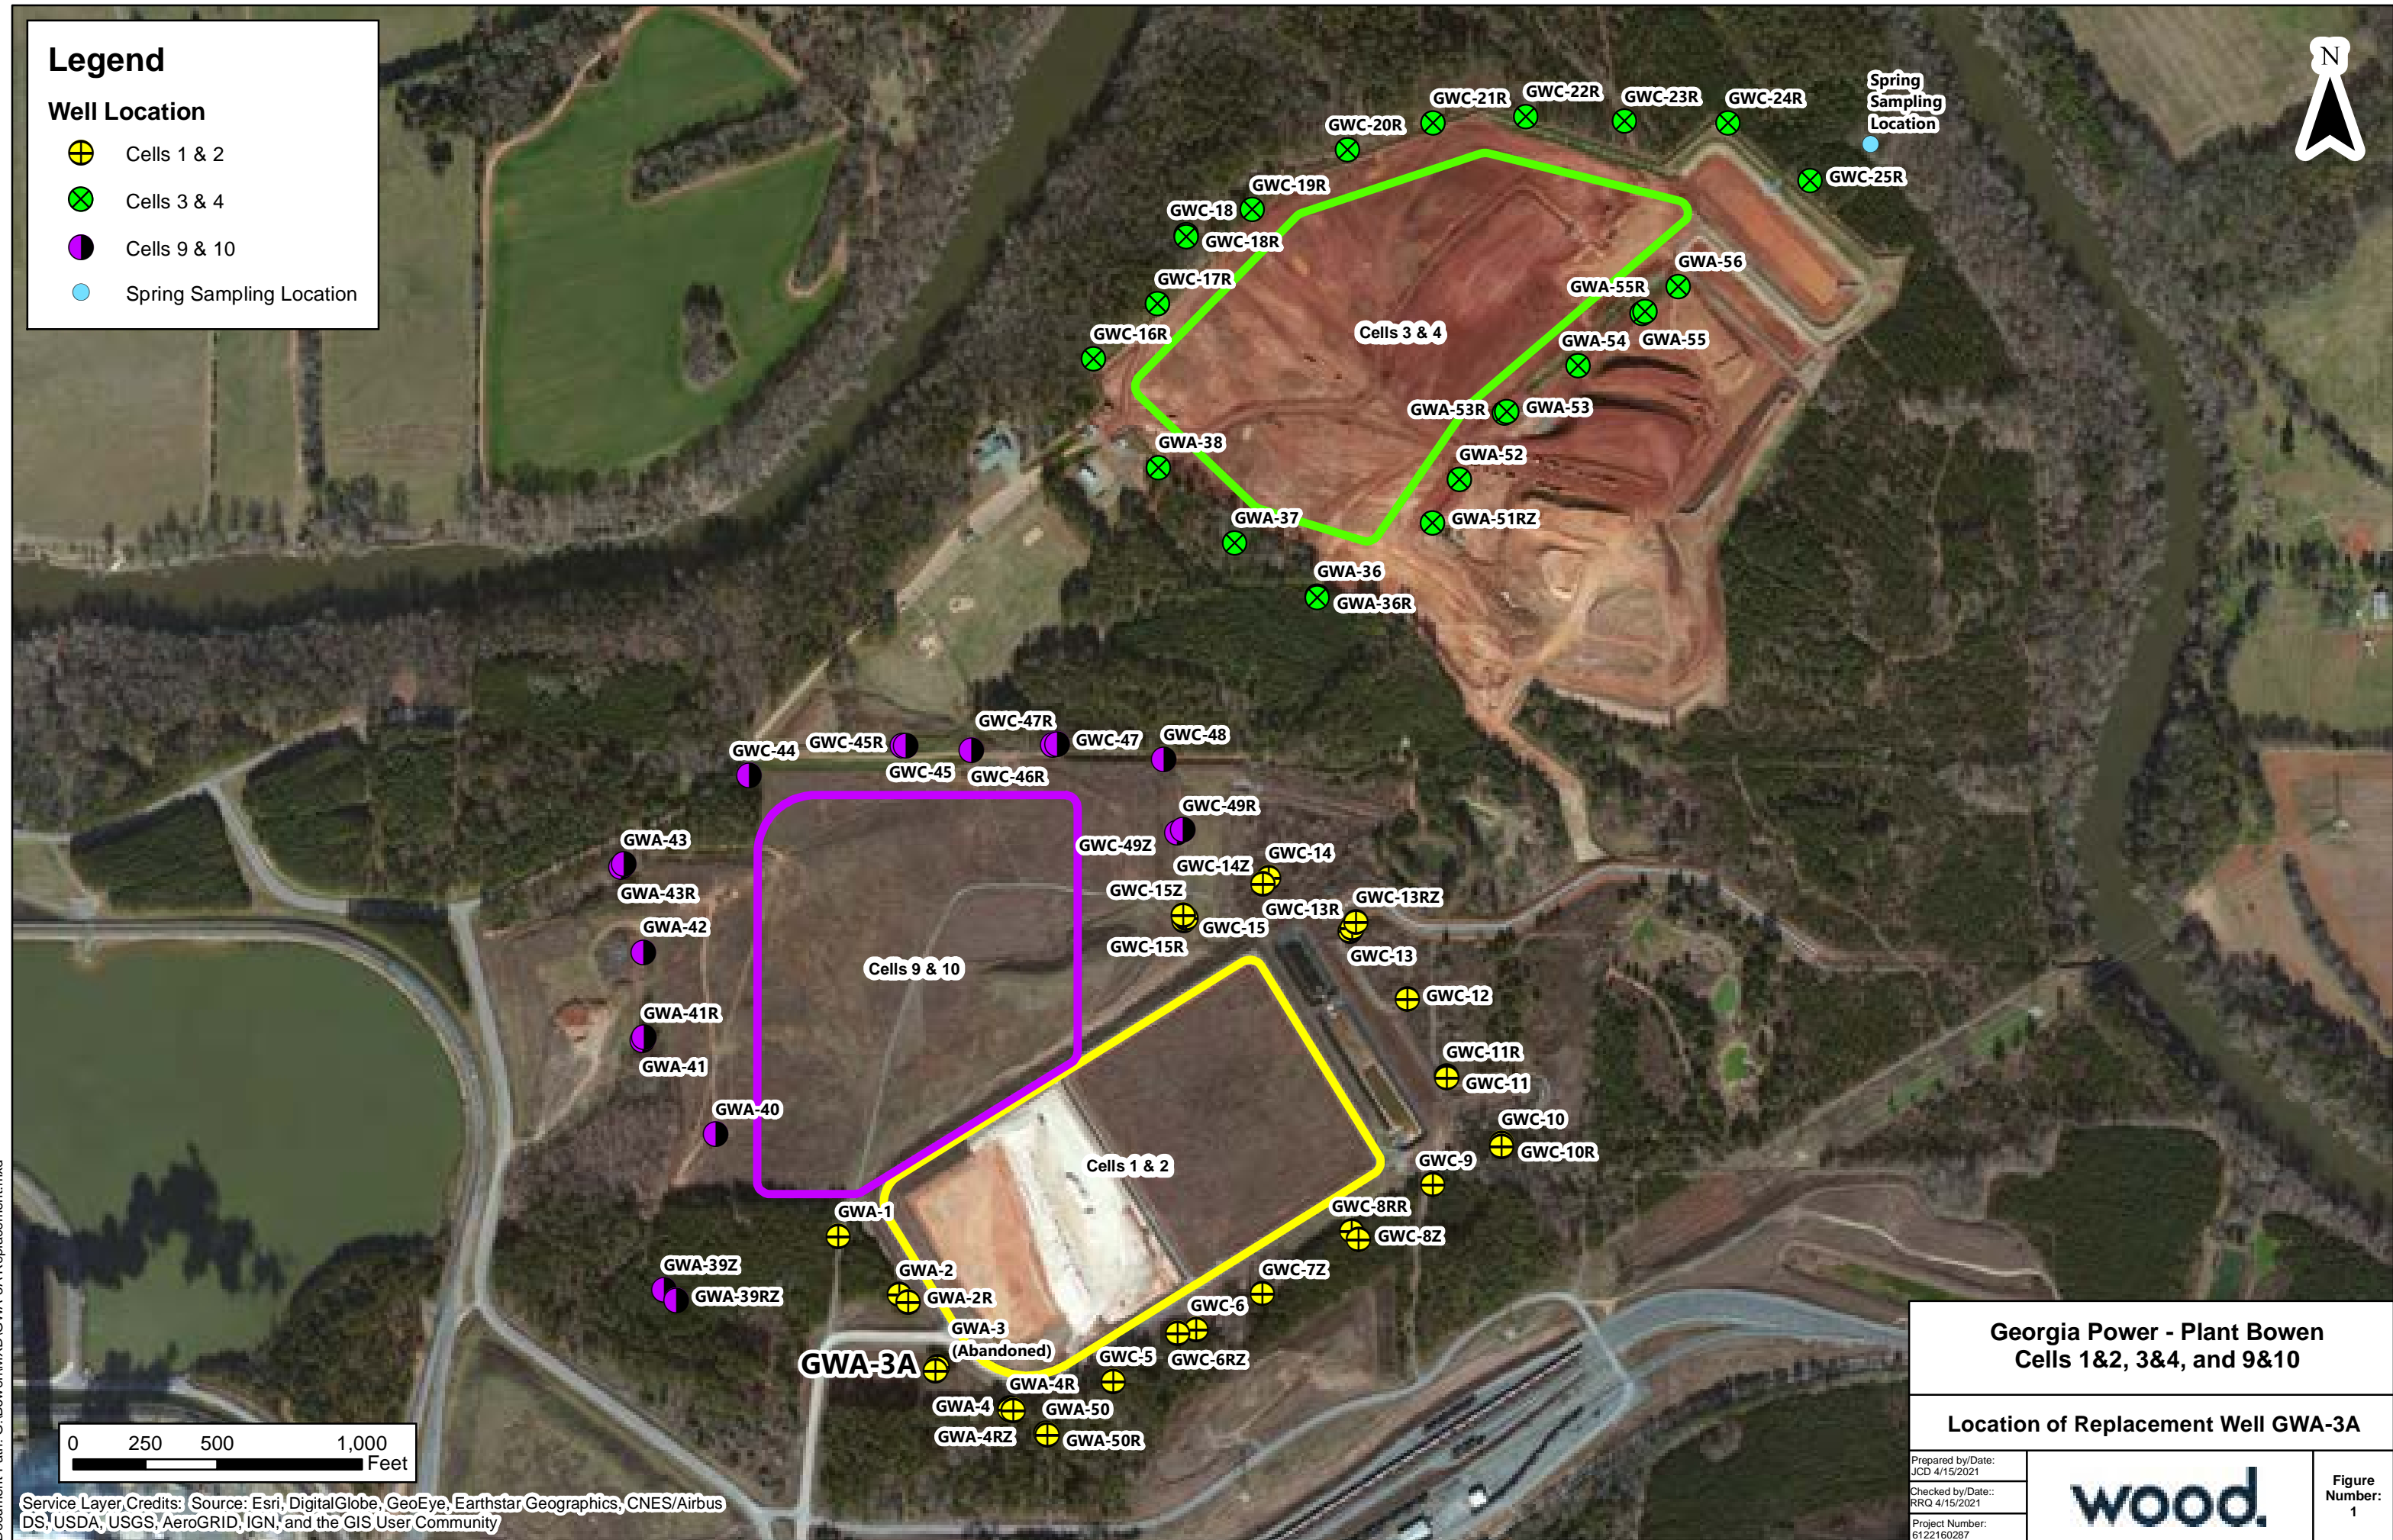 Legend
Well Location
Cells 1 & 2
Cells 3 & 4
Cells 9 & 10
Spring Sampling Location
N
Spring
Sampling
Location
GWC-20R
GWC-21R
GWC-22R
GWC-23R
GWC-24R
GWC-25R
GWC-19R
GWC-18
GWC-18R
GWC-17R
GWC-16R
GWA-56
GWA-55R
GWA-55
GWA-54
Cells 3 & 4
GWA-53R
GWA-53
GWA-38
GWA-52
GWA-37
GWA-51RZ
GWA-36
GWA-36R
GWC-44
GWC-45R
GWC-45
GWC-47R
GWC-46R
GWC-47
GWC-48
GWC-49R
GWC-49Z
GWA-43
GWA-43R
GWC-14Z
GWC-14
GWC-15Z
GWC-15
GWC-15R
GWC-13R
GWC-13RZ
GWC-13
GWA-42
Cells 9 & 10
GWC-12
GWA-41R
GWA-41
GWC-11R
GWC-11
GWA-40
GWC-10
GWC-10R
Cells 1 & 2
GWC-9
GWA-1
GWC-8RR
GWC-8Z
GWA-39Z
GWA-39RZ
GWA-2
GWA-2R
GWC-7Z
GWC-6
GWC-6RZ
GWA-3
(Abandoned)
GWA-3A
GWC-5
GWA-4R
GWA-4
GWA-4RZ
GWA-50
GWA-50R
0 250 500 1,000
Feet
Service Layer Credits: Source: Esri, DigitalGlobe, GeoEye, Earthstar Geographics, CNES/Airbus
DS, USDA, USGS, AeroGRID, IGN, and the GIS User Community
Georgia Power - Plant Bowen
Cells 1&2, 3&4, and 9&10
Location of Replacement Well GWA-3A
Prepared by/Date:
JCD 4/15/2021
Checked by/Date::
RRQ 4/15/2021
Project Number:
6122160287
wood.
Figure
Number:
1